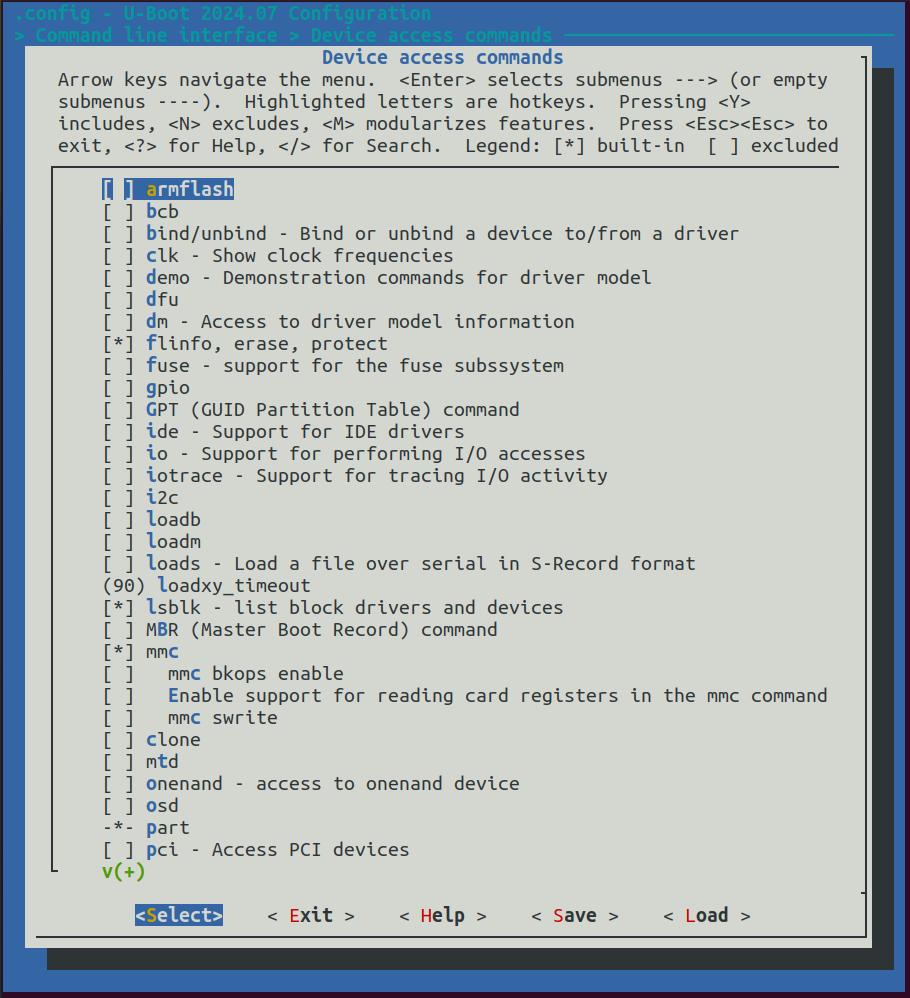 .config - U-Boot 2024.07 Configuration
> Command line interface > Device access commands
Device access commands
Arrow keys navigate the menu.  <Enter> selects submenus ---> (or empty
submenus ----).  Highlighted letters are hotkeys.  Pressing <Y>
includes, <N> excludes, <M> modularizes features.  Press <Esc><Esc> to
exit, <?> for Help, </> for Search.  Legend: [*] built-in  [ ] excluded
[ ] armflash
[ ] bcb
[ ] bind/unbind - Bind or unbind a device to/from a driver
[ ] clk - Show clock frequencies
[ ] demo - Demonstration commands for driver model
[ ] dfu
[ ] dm - Access to driver model information
[*] flinfo, erase, protect
[ ] fuse - support for the fuse subssystem
[ ] gpio
[ ] GPT (GUID Partition Table) command
[ ] ide - Support for IDE drivers
[ ] io - Support for performing I/O accesses
[ ] iotrace - Support for tracing I/O activity
[ ] i2c
[ ] loadb
[ ] loadm
[ ] loads - Load a file over serial in S-Record format
(90) loadxy_timeout
[*] lsblk - list block drivers and devices
[ ] MBR (Master Boot Record) command
[*] mmc
[ ]   mmc bkops enable
[ ]   Enable support for reading card registers in the mmc command
[ ]   mmc swrite
[ ] clone
[ ] mtd
[ ] onenand - access to onenand device
[ ] osd
-*- part
[ ] pci - Access PCI devices
v(+)
<Select>    < Exit >    < Help >    < Save >    < Load >